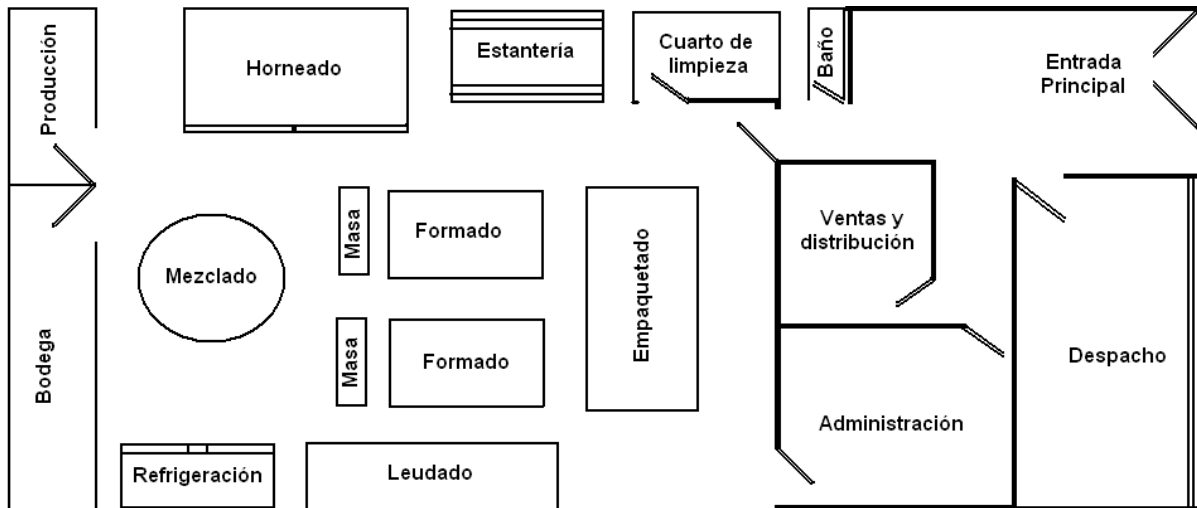 Producción
Horneado
Estantería
Cuarto de
limpieza
Baño
Entrada
Principal
Mezclado
Masa
Formado
Empaquetado
Ventas y
distribución
Bodega
Masa
Formado
Despacho
Administración
Refrigeración
Leudado